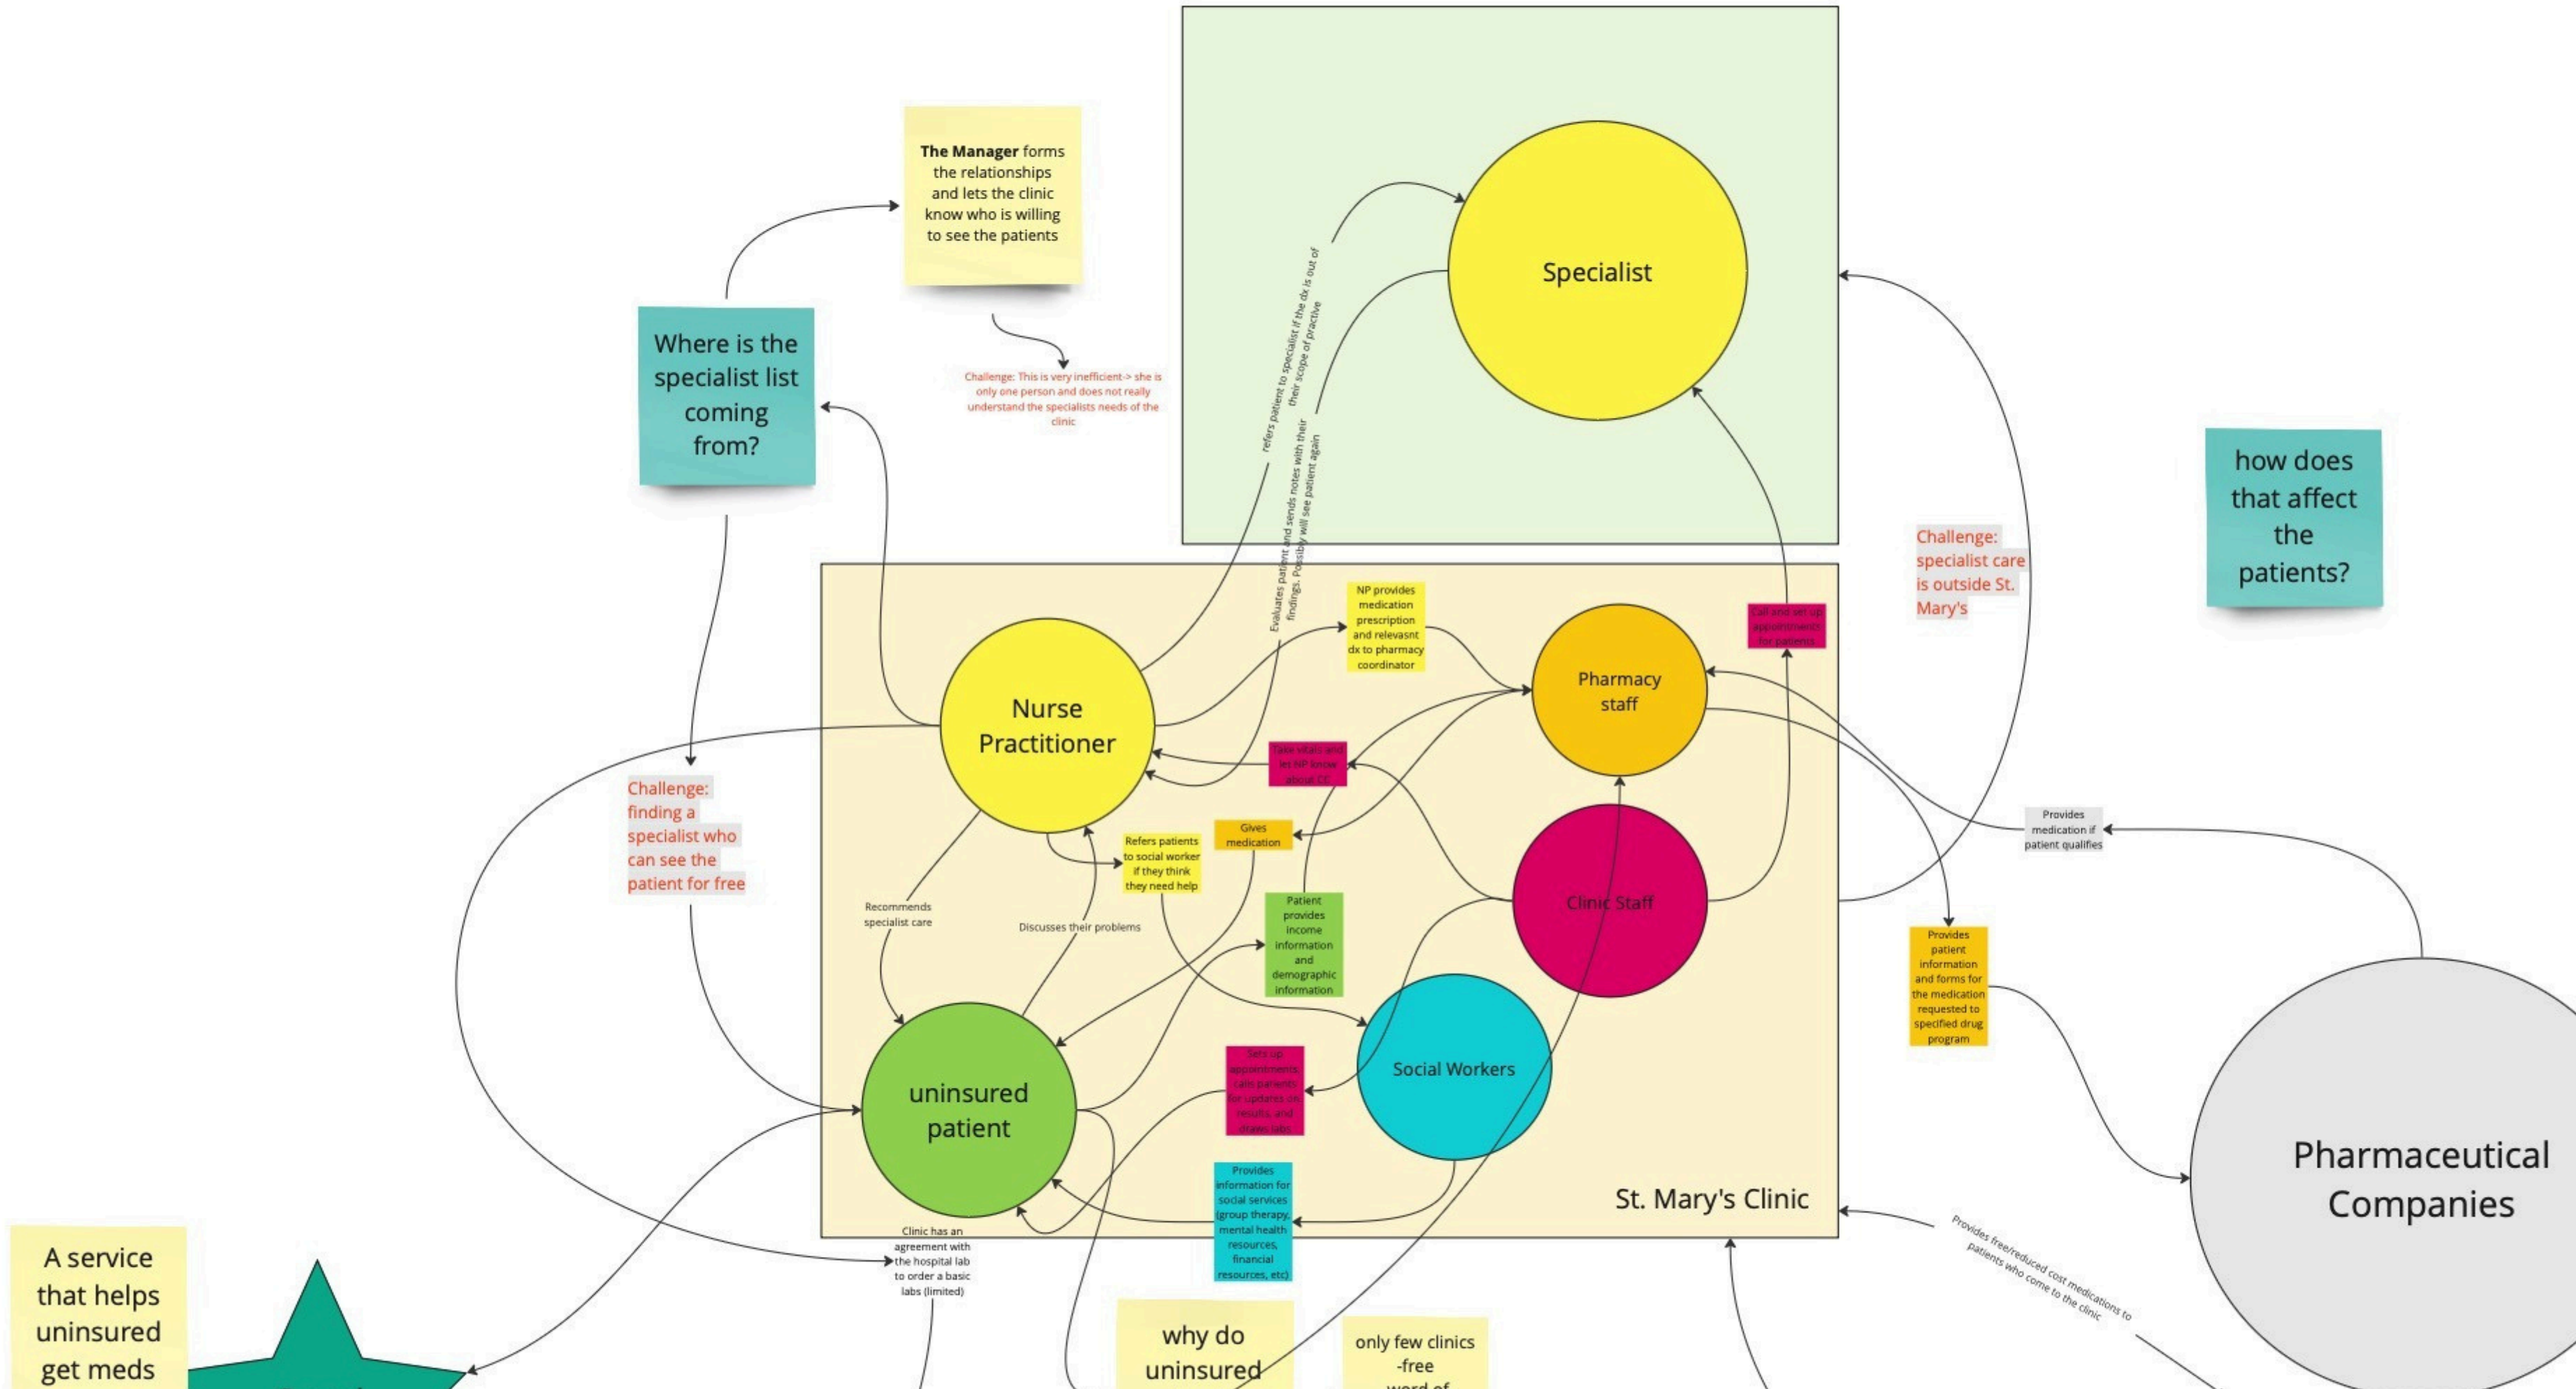 The Manager forms
the relationships
and lets the clinic
know who is willing
to see the patients
Where is the
specialist list
coming
from?
Challenge: This is very inefficient-> she is
only one person and does not really
understand the specialists needs of the
clinic
Specialist
refers patient to specialist if the dx is out of
their scope of practive
Evaluates patient and sends notes with their
findings. Possibly will see patient again
how does
that affect
the
patients?
Challenge:
specialist care
is outside St.
Mary's
NP provides
medication
prescription
and relevasnt
dx to pharmacy
coordinator
Call and set up
appointments
for patients
Pharmacy
staff
Nurse
Practitioner
Take vitals and
let NP know
about CC
Challenge:
finding a
specialist who
can see the
patient for free
Refers patients
to social worker
if they think
they need help
Gives
medication
Provides
medication if
patient qualifies
Recommends
specialist care
Discusses their problems
Patient
provides
income
information
and
demographic
information
Clinic Staff
Provides
patient
information
and forms for
the medication
requested to
specified drug
program
uninsured
patient
Sets up
appointments,
calls patients
for updates on
results, and
draws labs
Social Workers
Pharmaceutical
Companies
Provides
information for
social services
(group therapy,
mental health
resources,
financial
resources, etc)
St. Mary's Clinic
Provides free/reduced cost medications to
patients who come to the clinic
Clinic has an
agreement with
the hospital lab
to order a basic
labs (limited)
A service
that helps
uninsured
get meds
why do
uninsured
only few clinics
-free
word of